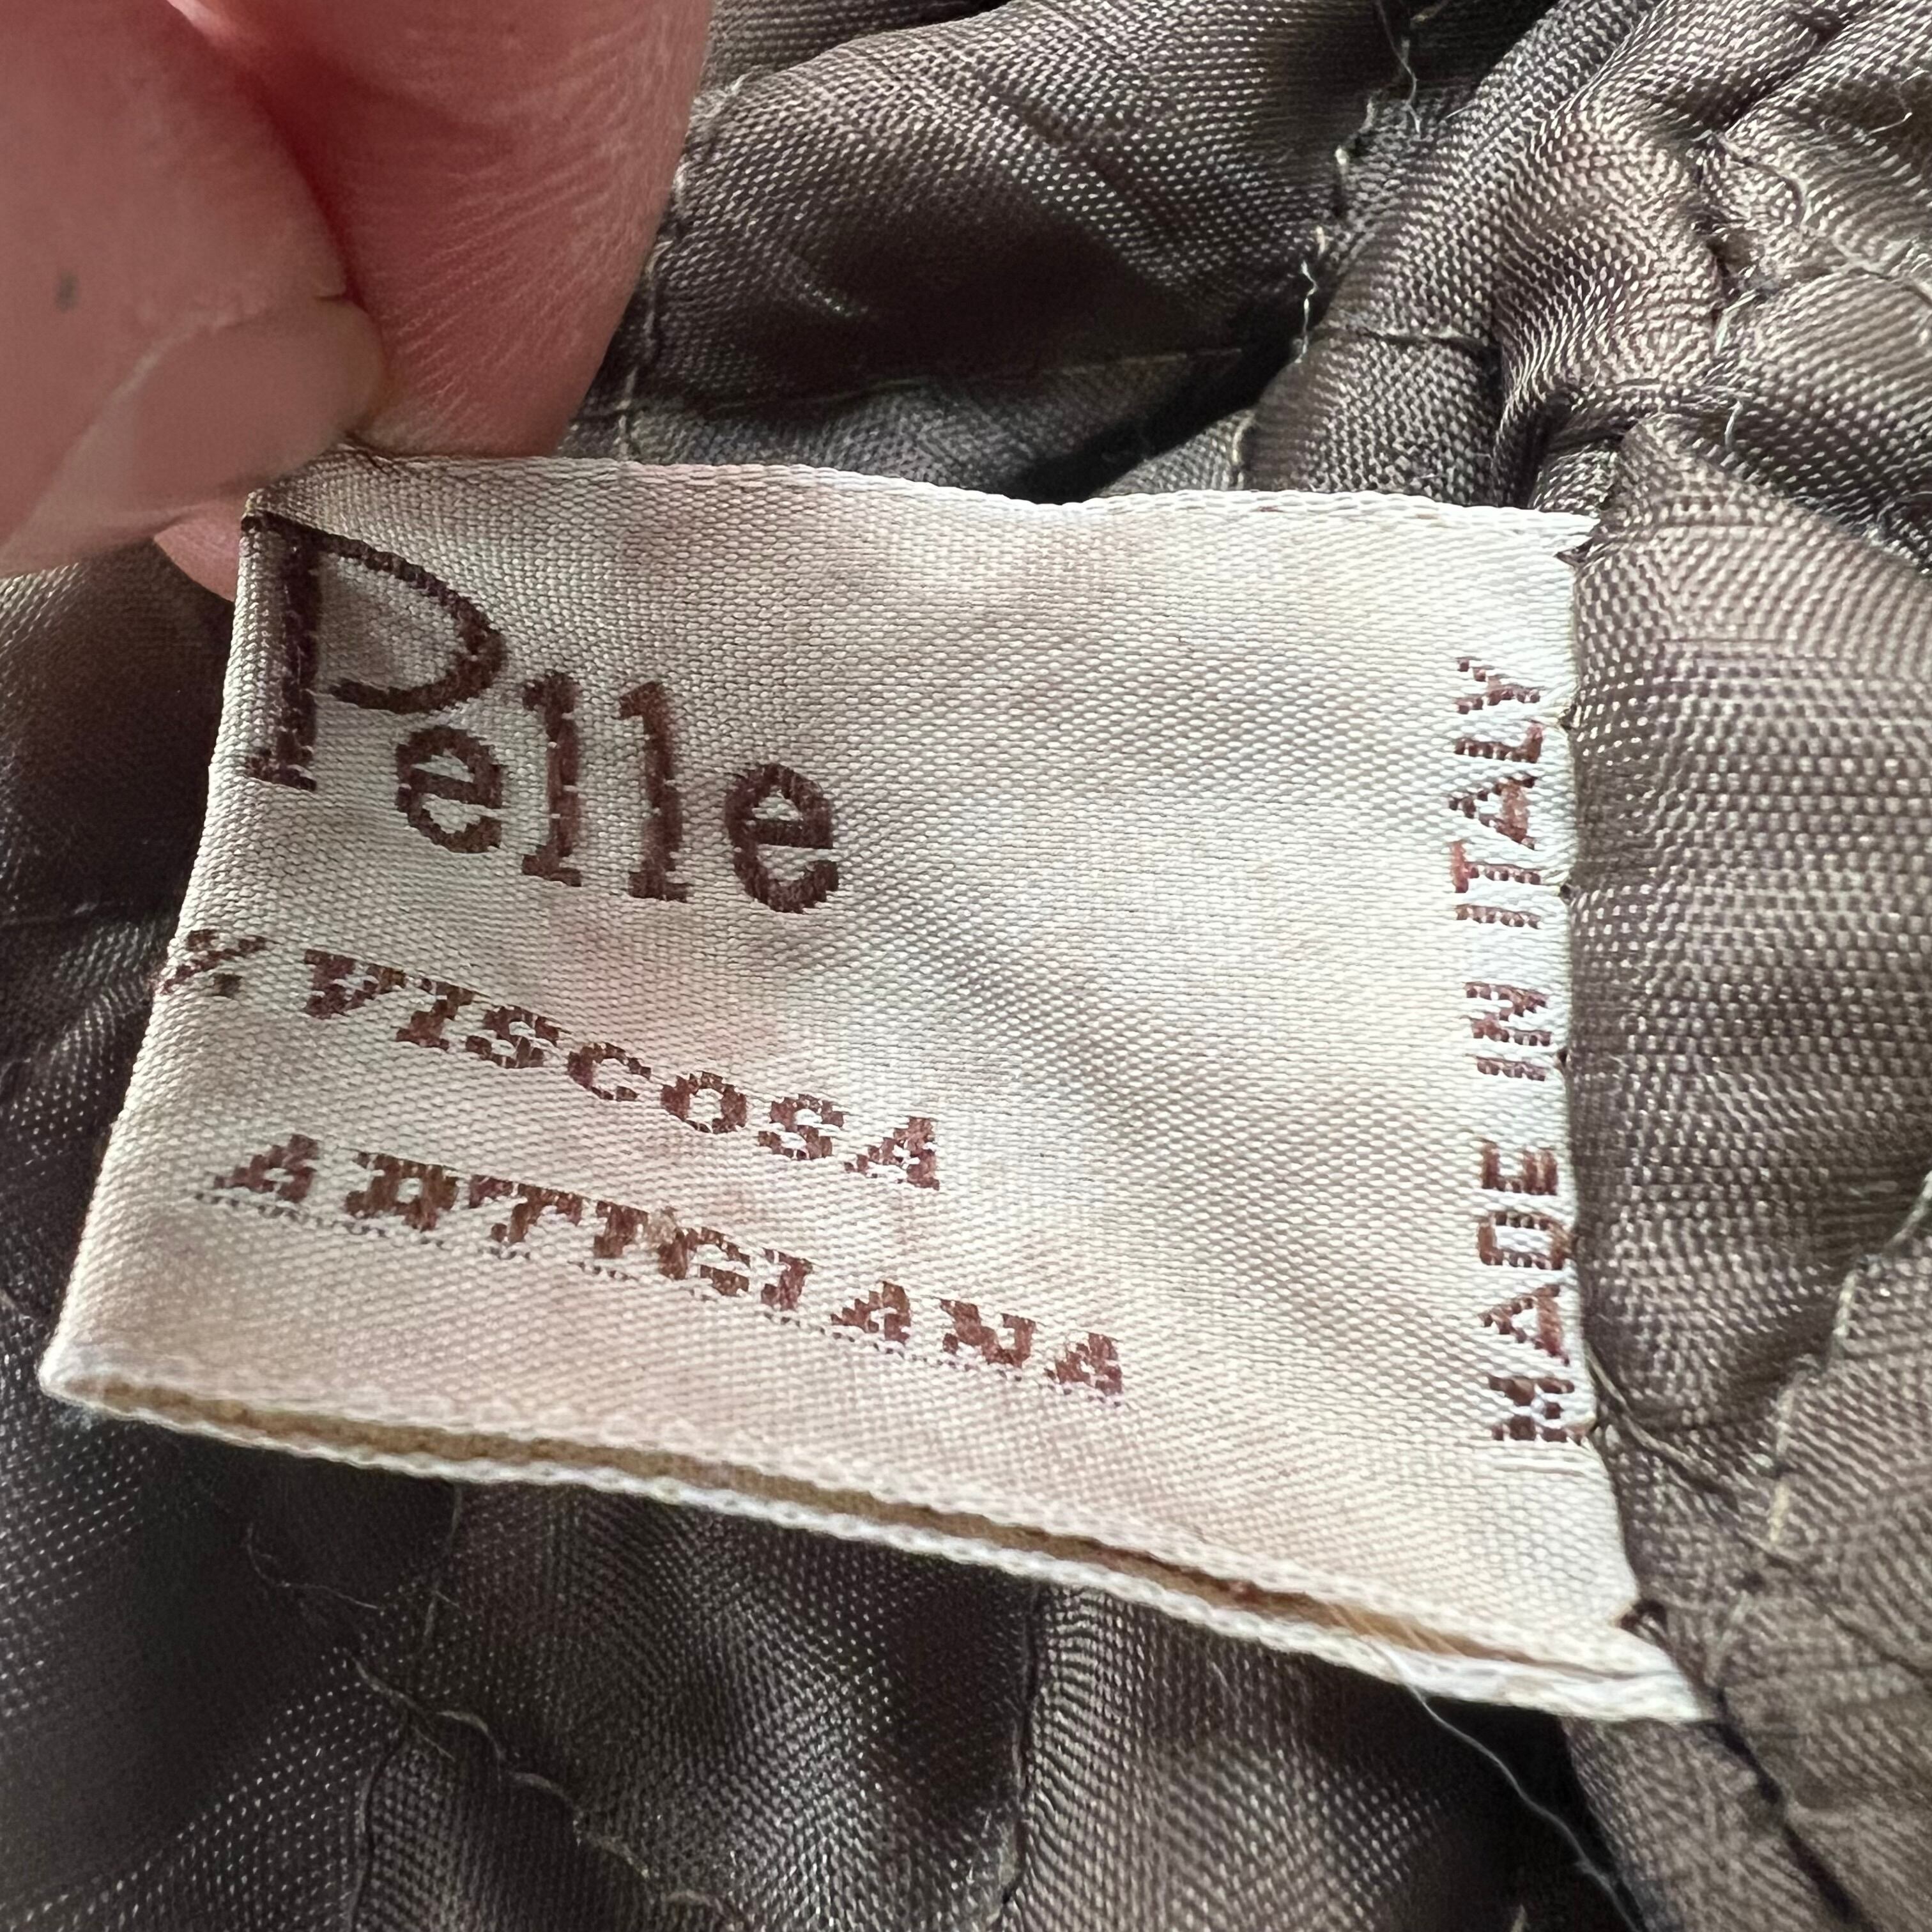 Pelle
% VISCOSA
ARTIGIANA
MADE IN ITALY